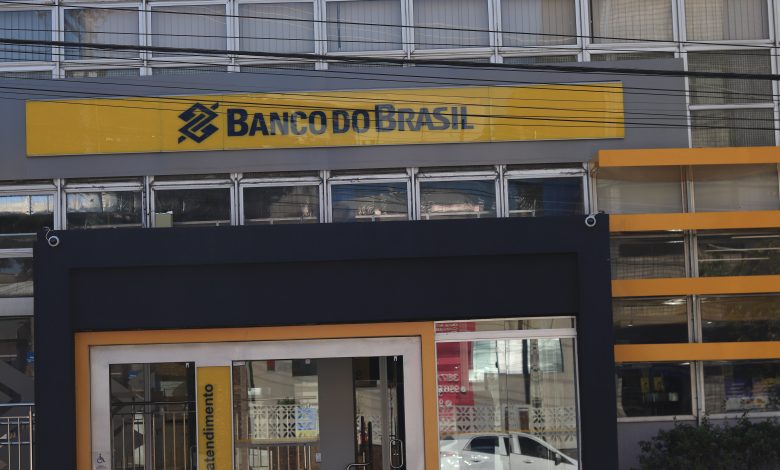 BANCO DO BRASIL
atendimento